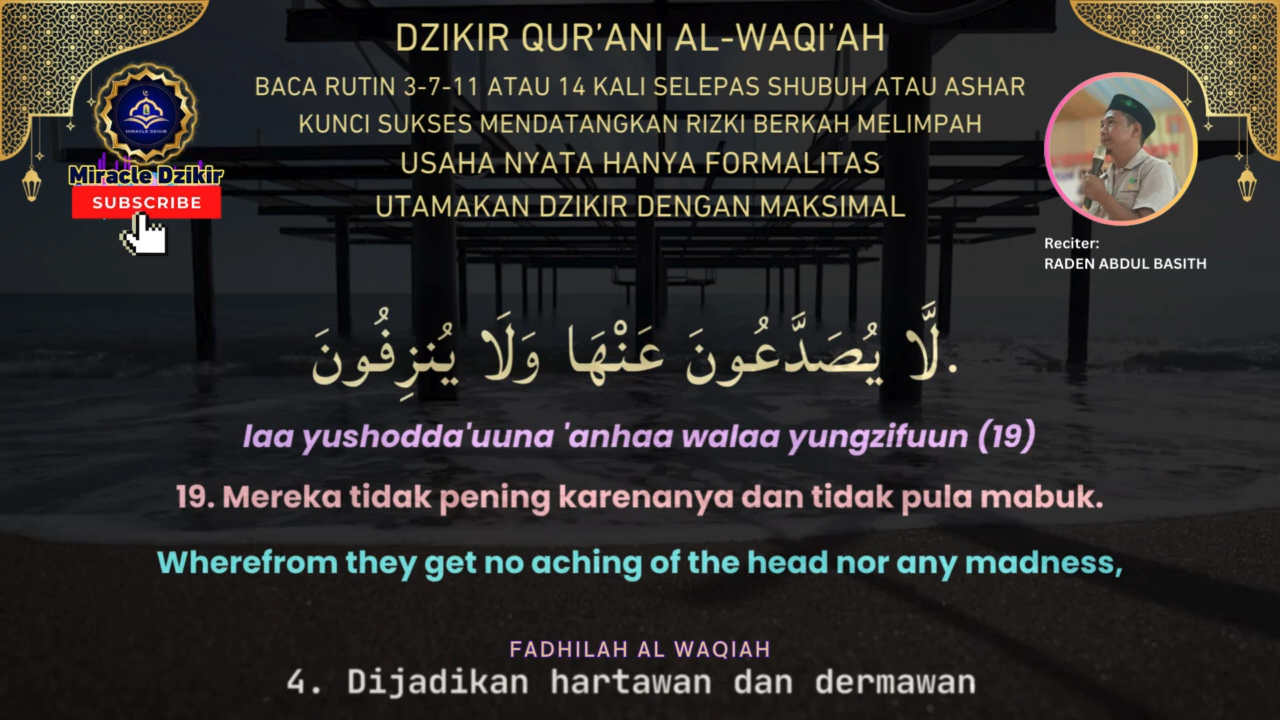 DZIKIR QUR'ANI AL-WAQI'AH
BACA RUTIN 3-7-11 ATAU 14 KALI SELEPAS SHUBUH ATAU ASHAR
KUNCI SUKSES MENDATANGKAN RIZKI BERKAH MELIMPAH
USAHA NYATA HANYA FORMALITAS
UTAMAKAN DZIKIR DENGAN MAKSIMAL
MIRACLE DZIKIR
Miracle Dzikir
SUBSCRIBE
Reciter:
RADEN ABDUL BASITH
لَّا يُصَدَّعُونَ عَنْهَا وَلَا يُنزِفُونَ.
laa yushodda'uuna 'anhaa walaa yungzifuun (19)
19. Mereka tidak pening karenanya dan tidak pula mabuk.
Wherefrom they get no aching of the head nor any madness,
FADHILAH AL WAQIAH
4. Dijadikan hartawan dan dermawan